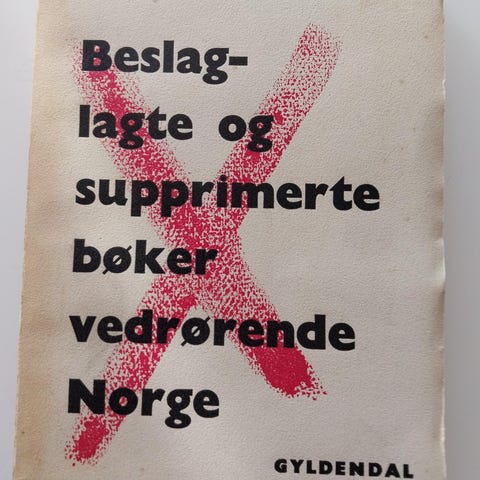 Beslag-
lagte og
supprimerte
bøker
vedrørende
Norge
GYLDENDAL